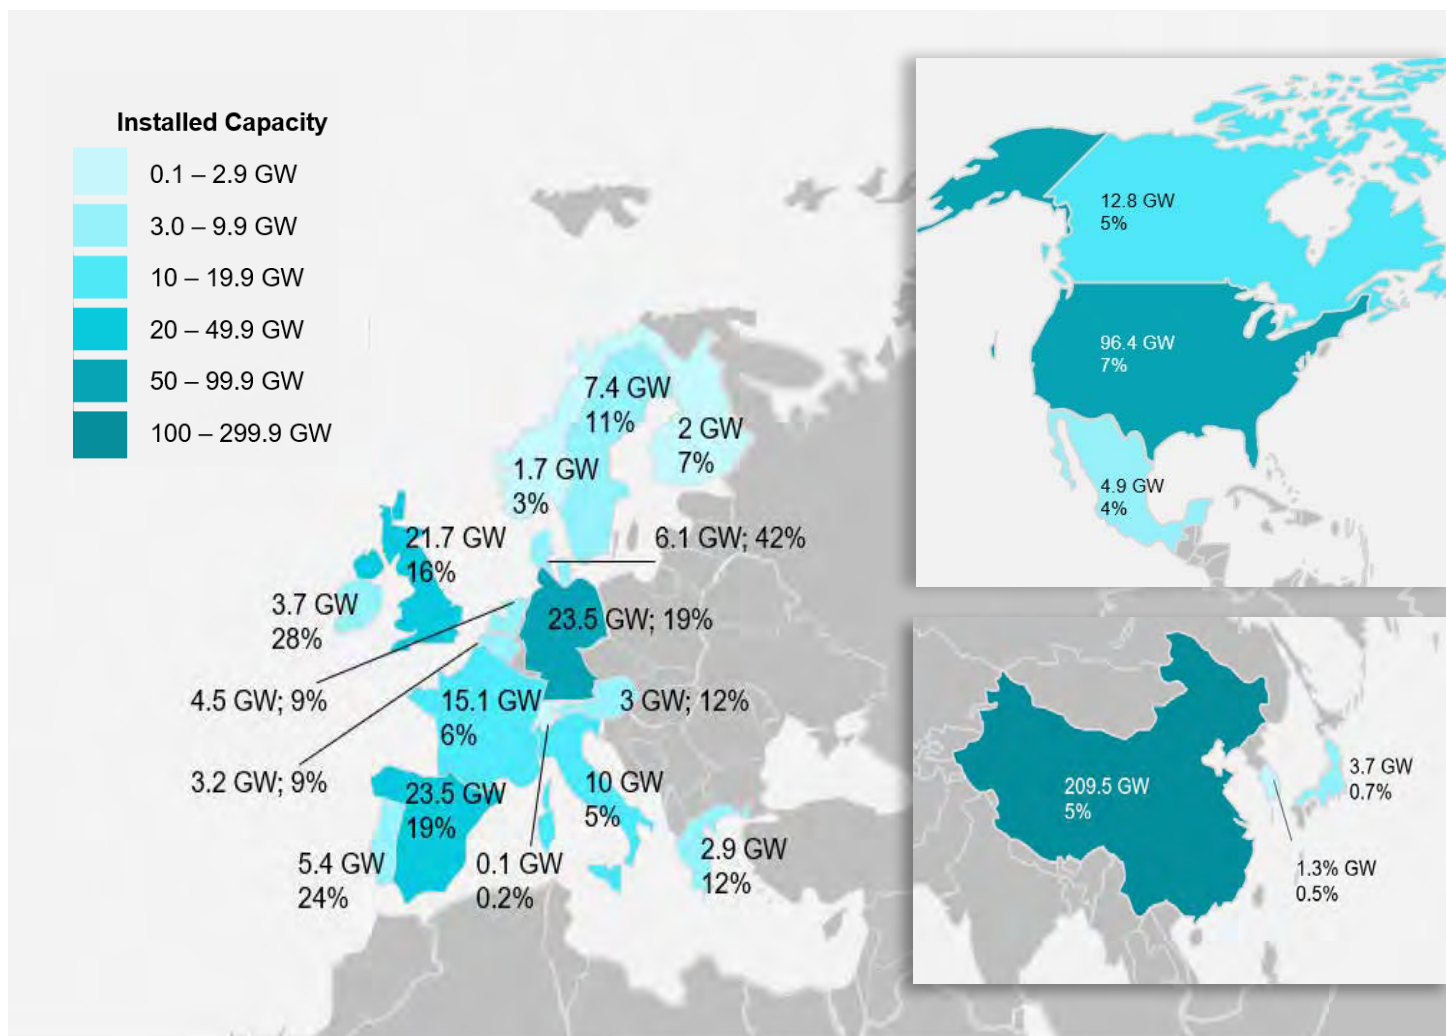 Installed Capacity
0.1 – 2.9 GW
3.0 – 9.9 GW
10 – 19.9 GW
20 – 49.9 GW
50 – 99.9 GW
100 – 299.9 GW
7.4 GW
11%
2 GW
7%
1.7 GW
3%
21.7 GW
16%
6.1 GW; 42%
3.7 GW
28%
23.5 GW; 19%
4.5 GW; 9%
15.1 GW
6%
3 GW; 12%
3.2 GW; 9%
23.5 GW
19%
10 GW
5%
5.4 GW
24%
0.1 GW
0.2%
2.9 GW
12%
12.8 GW
5%
96.4 GW
7%
4.9 GW
4%
209.5 GW
5%
3.7 GW
0.7%
1.3% GW
0.5%